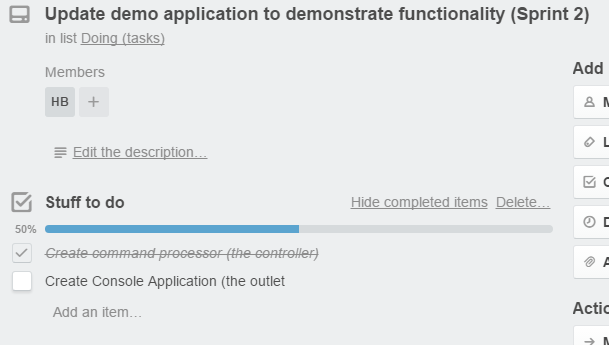 Update demo application to demonstrate functionality (Sprint 2)
in list Doing (tasks)
Members
HB +
Edit the description…
Stuff to do Hide completed items Delete…
50%
Create command processor (the controller)
Create Console Application (the outlet
Add an item…
Add
M
L
C
D
A
Actio
M